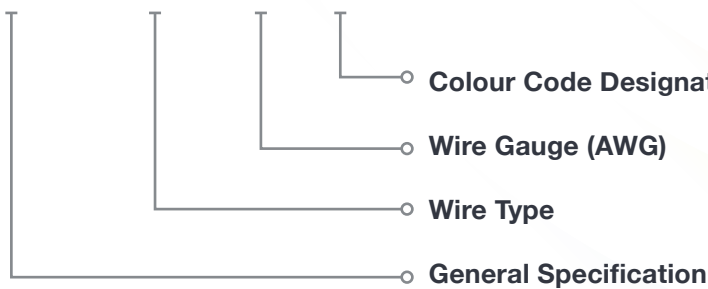 Colour Code
Wire Gauge (AWG)
Wire Type
General Specification